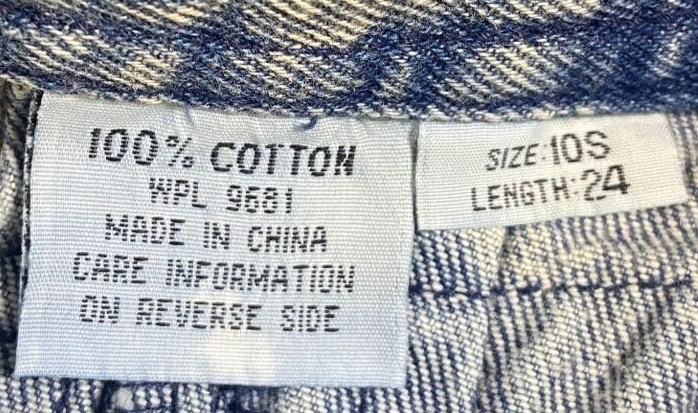 100% COTTON
WPL 9681
MADE IN CHINA
CARE INFORMATION
ON REVERSE SIDE
SIZE:10S
LENGTH:24